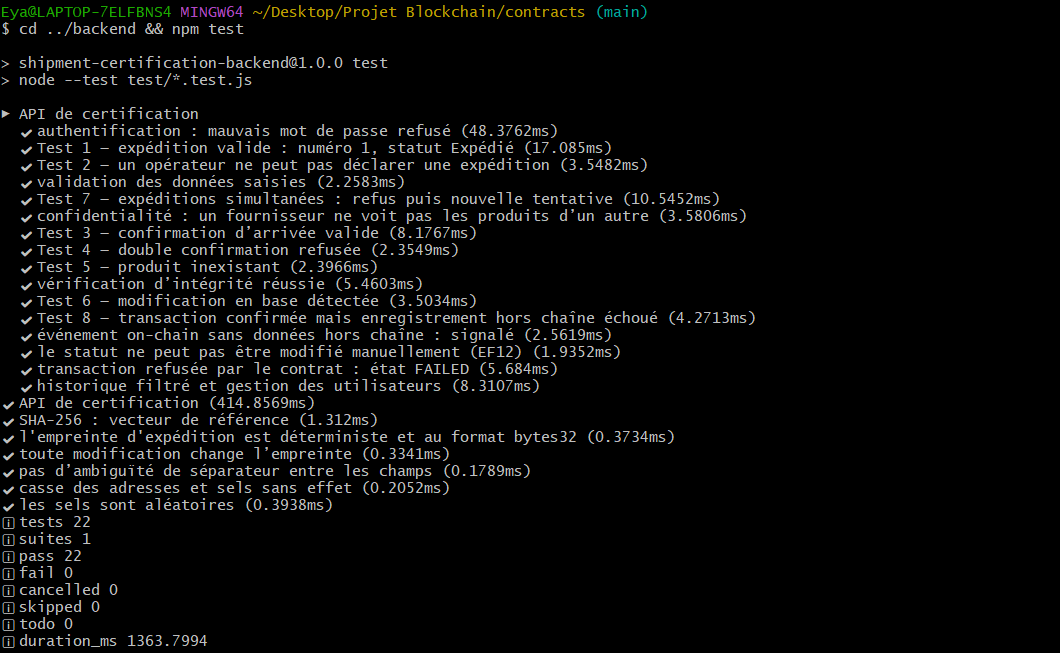 Eya@LAPTOP-7ELFBNS4 MINGW64 ~/Desktop/Projet Blockchain/contracts (main)
$ cd ../backend && npm test
> shipment-certification-backend@1.0.0 test
> node --test test/*.test.js
▶ API de certification
✔ authentification : mauvais mot de passe refusé (48.3762ms)
✔ Test 1 — expédition valide : numéro 1, statut Expédié (17.085ms)
✔ Test 2 — un opérateur ne peut pas déclarer une expédition (3.5482ms)
✔ validation des données saisies (2.2583ms)
✔ Test 7 — expéditions simultanées : refus puis nouvelle tentative (10.5452ms)
✔ confidentialité : un fournisseur ne voit pas les produits d’un autre (3.5806ms)
✔ Test 3 — confirmation d’arrivée valide (8.1767ms)
✔ Test 4 — double confirmation refusée (2.3549ms)
✔ Test 5 — produit inexistant (2.3966ms)
✔ vérification d’intégrité réussie (5.4603ms)
✔ Test 6 — modification en base détectée (3.5034ms)
✔ Test 8 — transaction confirmée mais enregistrement hors chaîne échoué (4.2713ms)
✔ événement on-chain sans données hors chaîne : signalé (2.5619ms)
✔ le statut ne peut pas être modifié manuellement (EF12) (1.9352ms)
✔ transaction refusée par le contrat : état FAILED (5.684ms)
✔ historique filtré et gestion des utilisateurs (8.3107ms)
✔ API de certification (414.8569ms)
✔ SHA-256 : vecteur de référence (1.312ms)
✔ l'empreinte d'expédition est déterministe et au format bytes32 (0.3734ms)
✔ toute modification change l’empreinte (0.3341ms)
✔ pas d’ambiguïté de séparateur entre les champs (0.1789ms)
✔ casse des adresses et sels sans effet (0.2052ms)
✔ les sels sont aléatoires (0.3938ms)
ℹ tests 22
ℹ suites 1
ℹ pass 22
ℹ fail 0
ℹ cancelled 0
ℹ skipped 0
ℹ todo 0
ℹ duration_ms 1363.7994